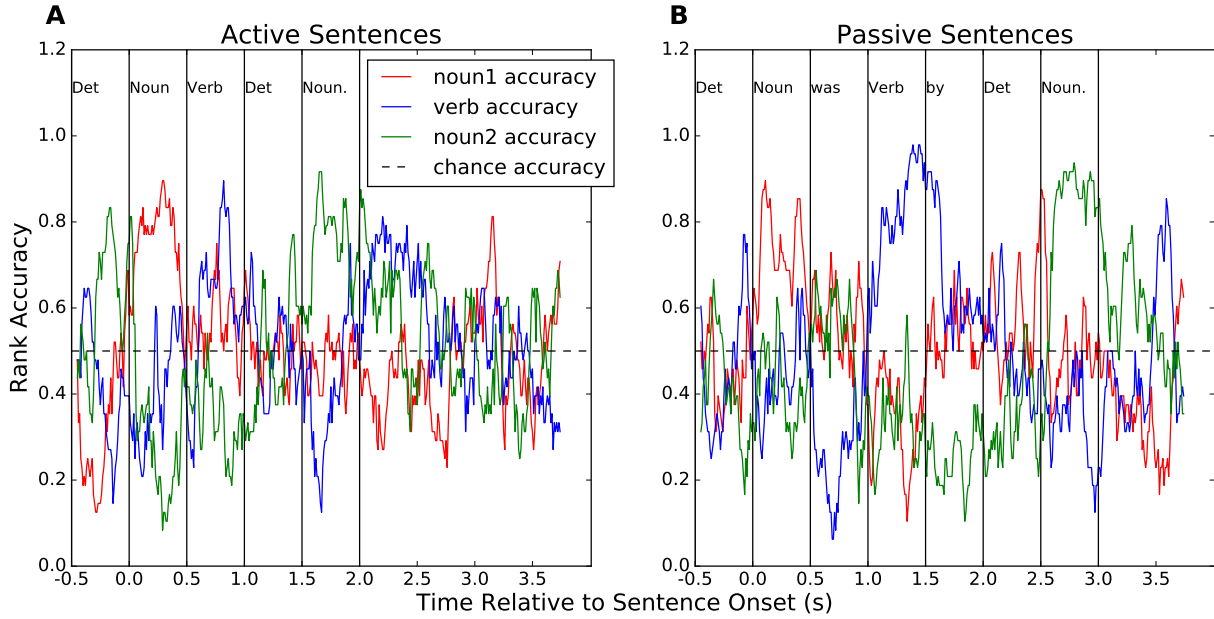 A
Active Sentences
Det Noun Verb Det Noun.
noun1 accuracy
verb accuracy
noun2 accuracy
chance accuracy
Rank Accuracy
1.2
1.0
0.8
0.6
0.4
0.2
0.0
-0.5 0.0 0.5 1.0 1.5 2.0 2.5 3.0 3.5
B
Passive Sentences
Det Noun was Verb by Det Noun.
1.2
1.0
0.8
0.6
0.4
0.2
0.0
-0.5 0.0 0.5 1.0 1.5 2.0 2.5 3.0 3.5
Time Relative to Sentence Onset (s)